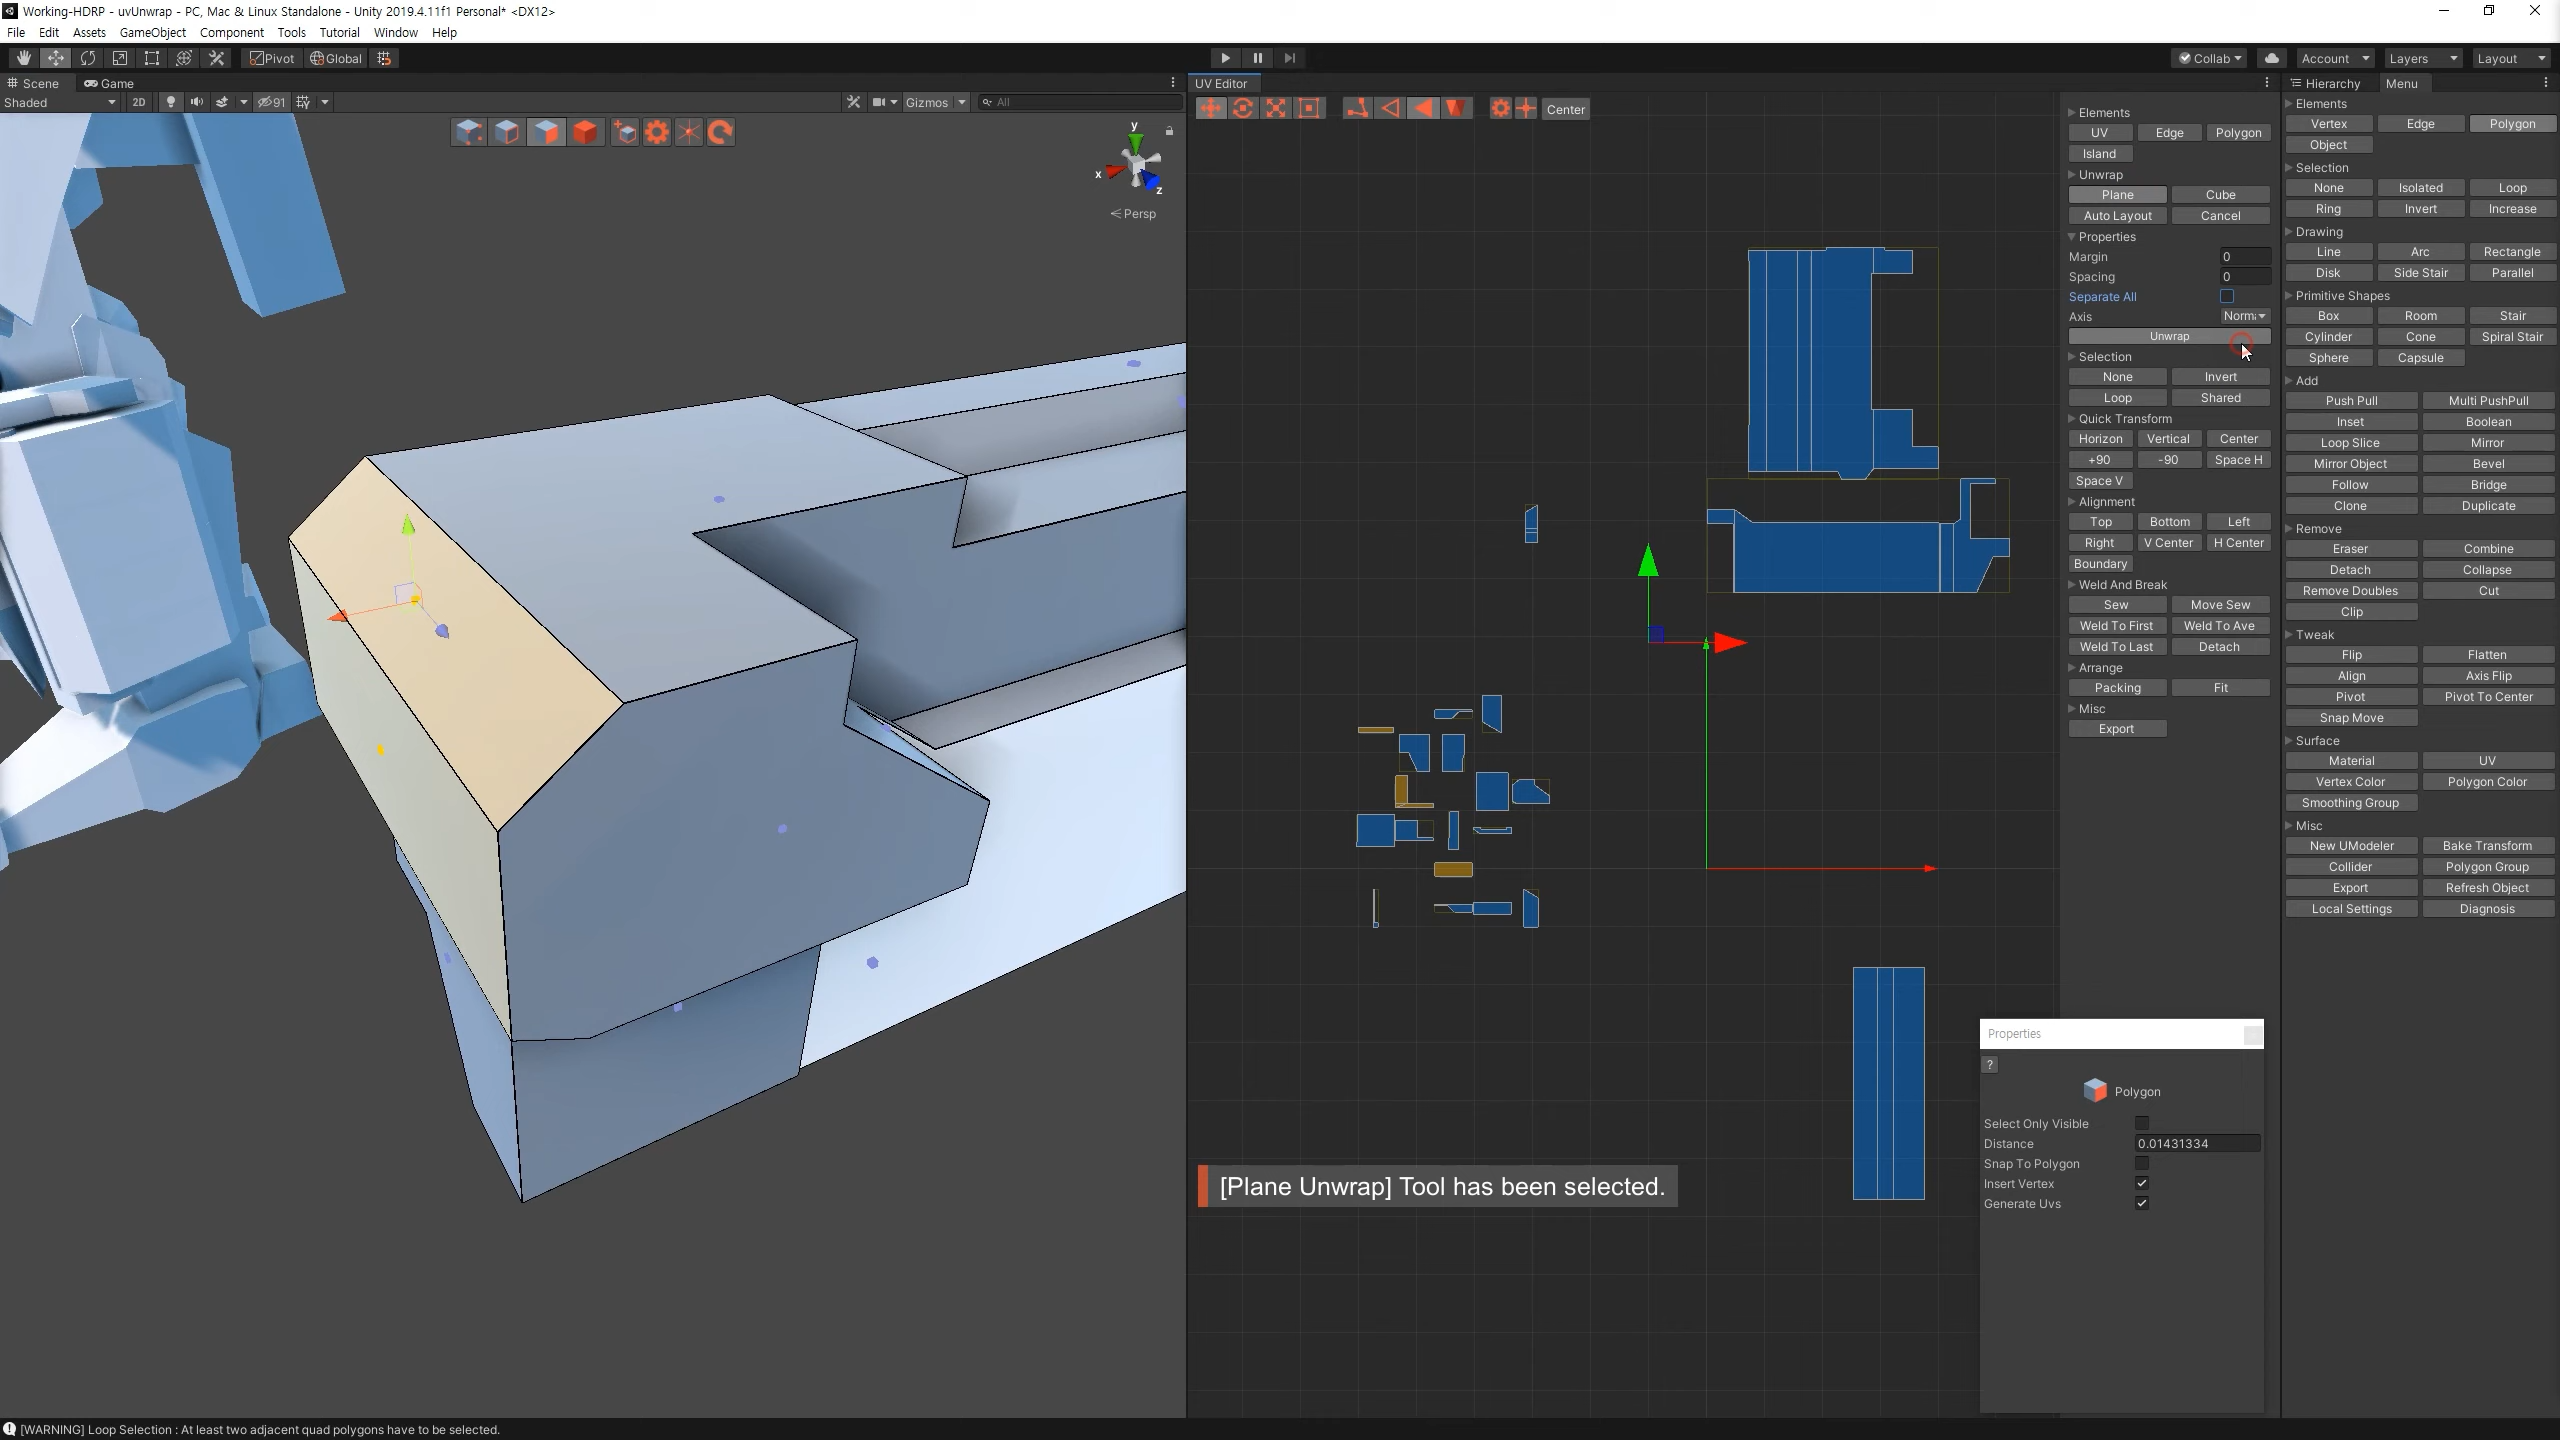 Working-HDRP - uvUnwrap - PC, Mac & Linux Standalone - Unity 2019.4.11f1 Personal* <DX12>
File Edit Assets GameObject Component Tools Tutorial Window Help
Pivot Global Collab Account Layers Layout
Scene Game
Shaded 2D 91 Gizmos All
y
x
z
Persp
UV Editor
Center
Elements
UV Edge Polygon
Island
Unwrap
Plane Cube
Auto Layout Cancel
Properties
Margin 0
Spacing 0
Separate All
Axis Norma
Unwrap
Selection
None Invert
Loop Shared
Quick Transform
Horizon Vertical Center
+90 -90 Space H
Space V
Alignment
Top Bottom Left
Right V Center H Center
Boundary
Weld And Break
Sew Move Sew
Weld To First Weld To Ave
Weld To Last Detach
Arrange
Packing Fit
Misc
Export
Hierarchy Menu
Elements
Vertex Edge Polygon
Object
Selection
None Isolated Loop
Ring Invert Increase
Drawing
Line Arc Rectangle
Disk Side Stair Parallel
Primitive Shapes
Box Room Stair
Cylinder Cone Spiral Stair
Sphere Capsule
Add
Push Pull Multi PushPull
Inset Boolean
Loop Slice Mirror
Mirror Object Bevel
Follow Bridge
Clone Duplicate
Remove
Eraser Combine
Detach Collapse
Remove Doubles Cut
Clip
Tweak
Flip Flatten
Align Axis Flip
Pivot Pivot To Center
Snap Move
Surface
Material UV
Vertex Color Polygon Color
Smoothing Group
Misc
New UModeler Bake Transform
Collider Polygon Group
Export Refresh Object
Local Settings Diagnosis
Properties
?
Polygon
Select Only Visible
Distance 0.01431334
Snap To Polygon
Insert Vertex
Generate Uvs
[Plane Unwrap] Tool has been selected.
[WARNING] Loop Selection : At least two adjacent quad polygons have to be selected.